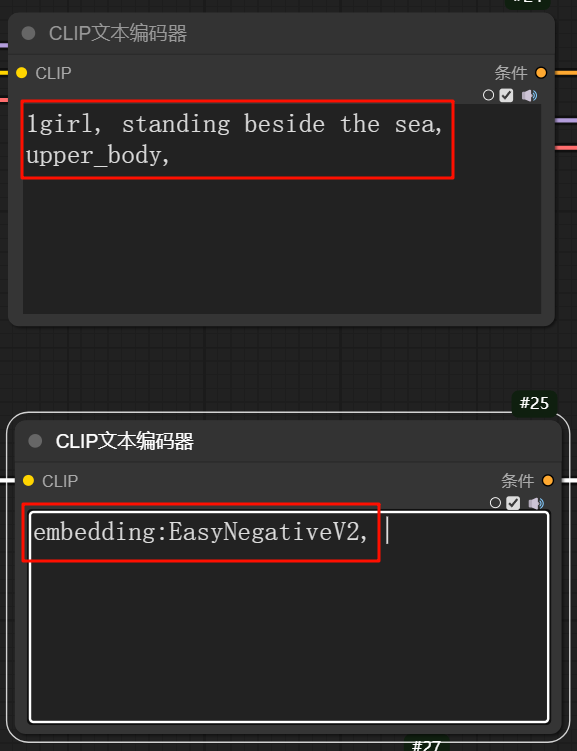 CLIP文本编码器
CLIP
条件
1girl, standing beside the sea,
upper_body,
#25
CLIP文本编码器
CLIP
条件
embedding:EasyNegativeV2,
#27